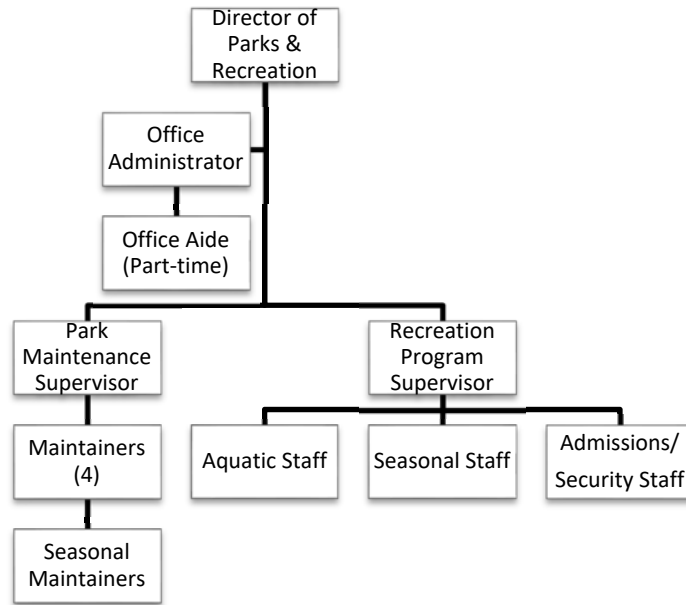 Director of
Parks &
Recreation
Office
Administrator
Office Aide
(Part-time)
Park
Maintenance
Supervisor
Recreation
Program
Supervisor
Maintainers
(4)
Aquatic Staff
Seasonal Staff
Admissions/
Security Staff
Seasonal
Maintainers